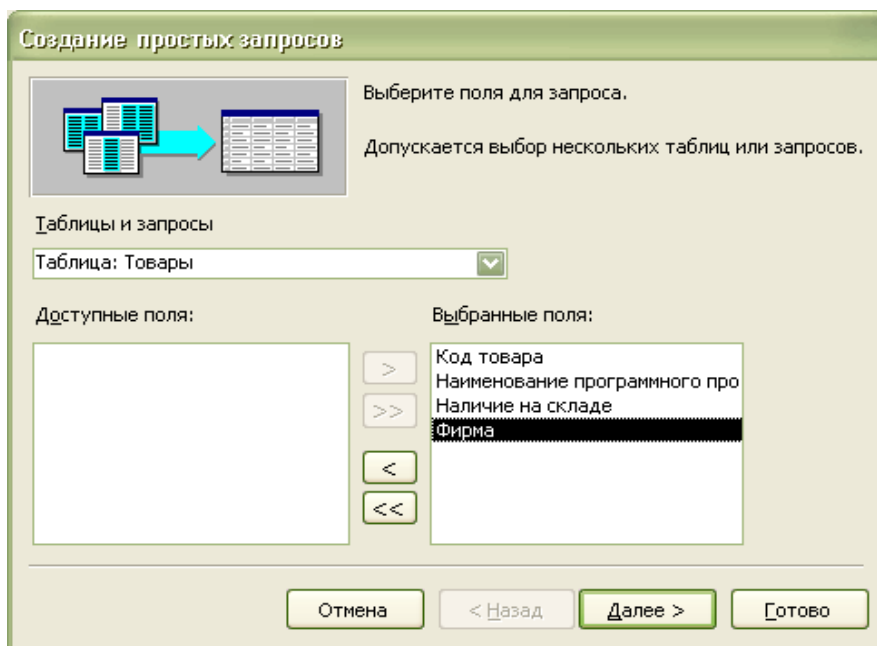 Создание простых запросов
Выберите поля для запроса.
Допускается выбор нескольких таблиц или запросов.
Таблицы и запросы
Таблица: Товары
Доступные поля:
Выбранные поля:
Код товара
Наименование программного про
Наличие на складе
Фирма
>
>>
<
<<
Отмена
< Назад
Далее >
Готово